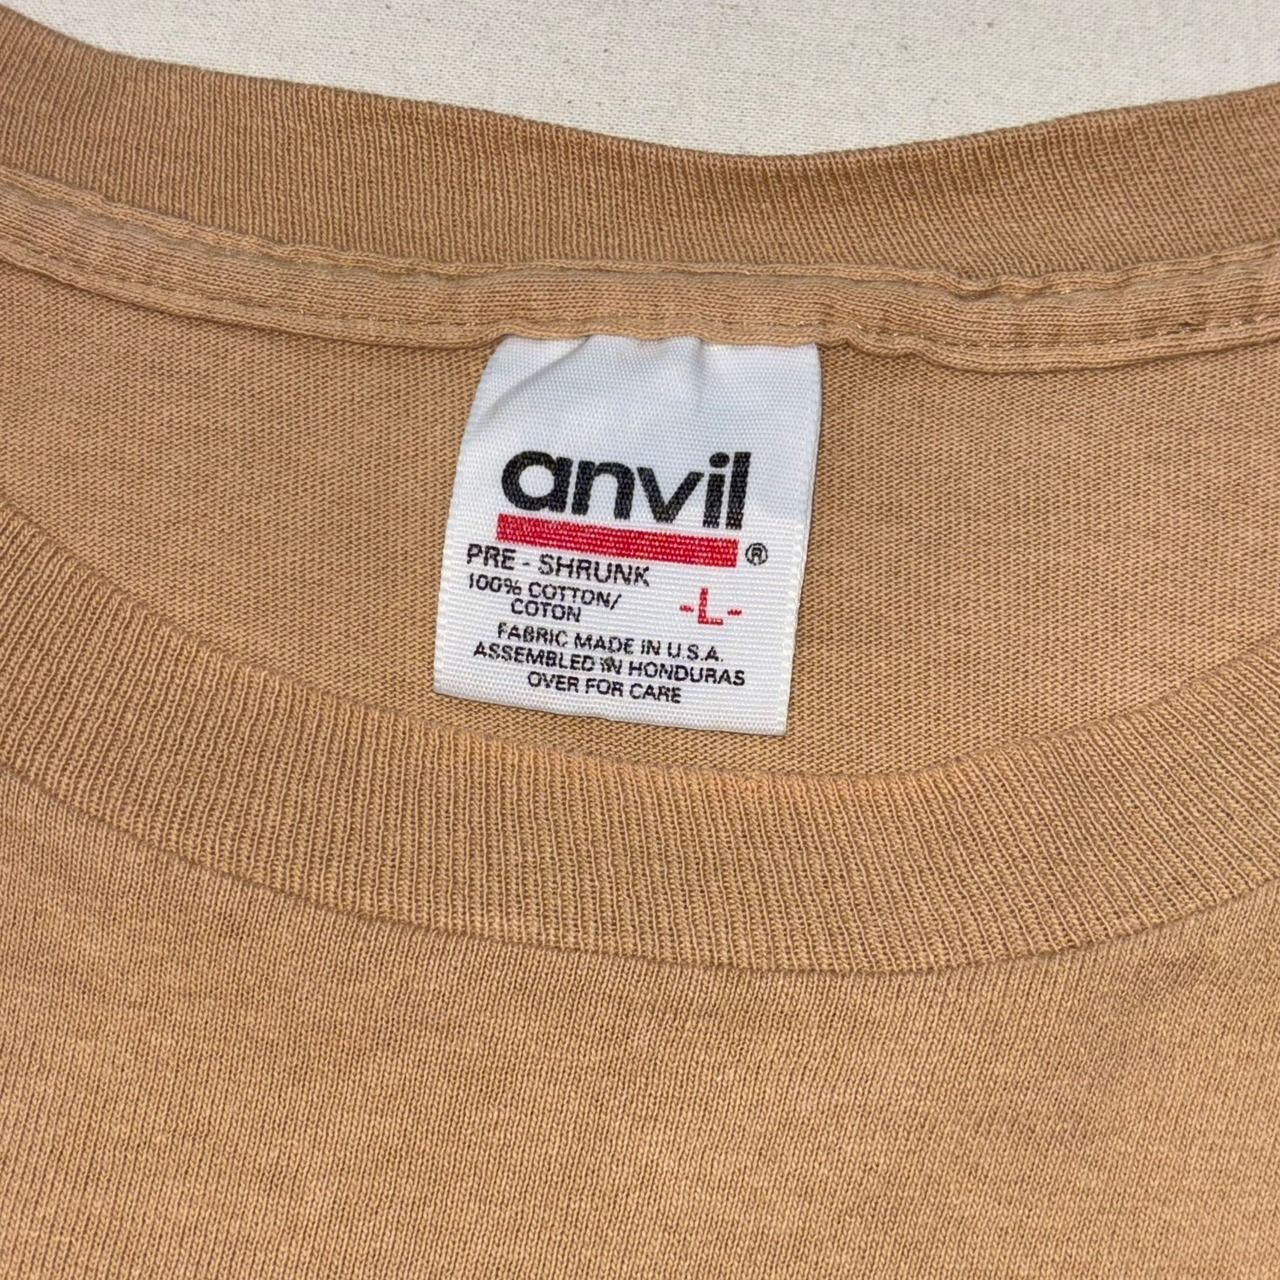 anvil
®
PRE - SHRUNK
100% COTTON/
COTON
-L-
FABRIC MADE IN U.S.A.
ASSEMBLED IN HONDURAS
OVER FOR CARE